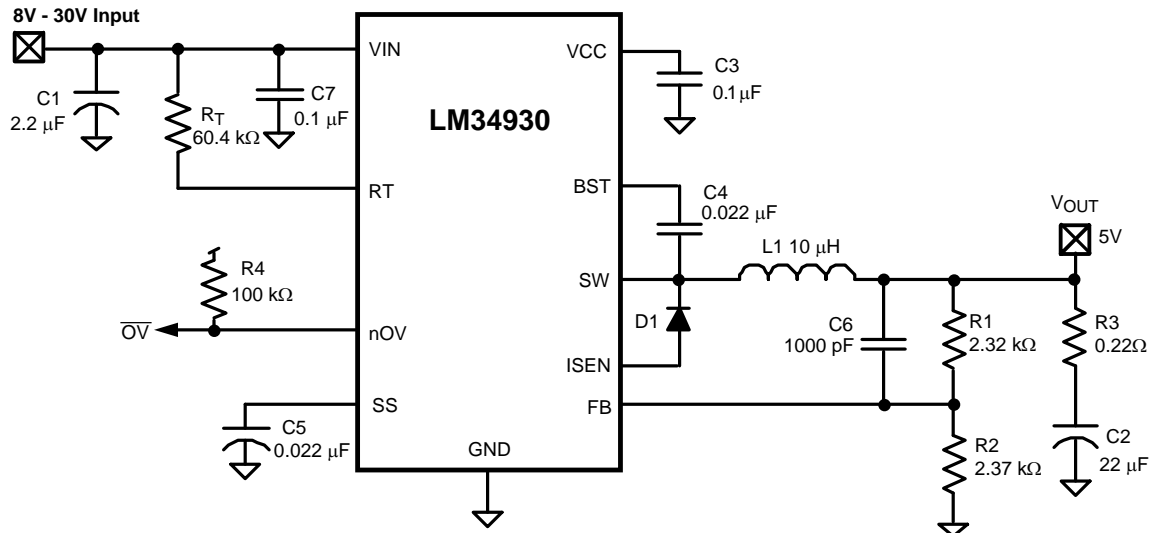 8V - 30V Input
VIN
VCC
C3
0.1 µF
C1
2.2 µF
RT
60.4 kΩ
C7
0.1 µF
LM34930
RT
BST
C4
0.022 µF
VOUT
5V
L1 10 µH
SW
R4
100 kΩ
OV
nOV
D1
C6
1000 pF
R1
2.32 kΩ
R3
0.22Ω
ISEN
SS
FB
C5
0.022 µF
GND
R2
2.37 kΩ
C2
22 µF